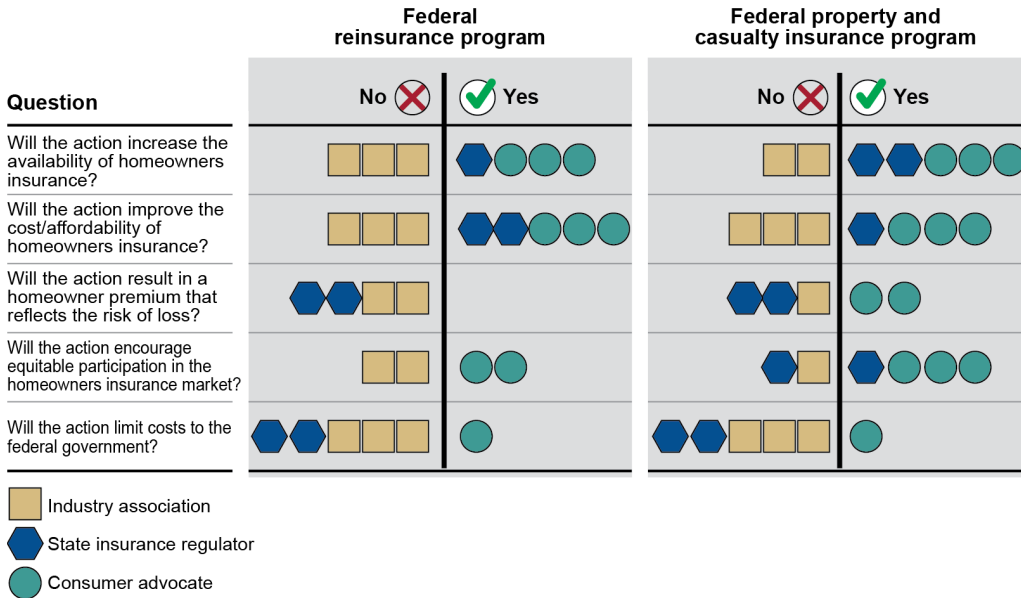 Federal
reinsurance program
Federal property and
casualty insurance program
Question
No
Yes
No
Yes
Will the action increase the
availability of homeowners
insurance?
Will the action improve the
cost/affordability of
homeowners insurance?
Will the action result in a
homeowner premium that
reflects the risk of loss?
Will the action encourage
equitable participation in the
homeowners insurance market?
Will the action limit costs to the
federal government?
Industry association
State insurance regulator
Consumer advocate